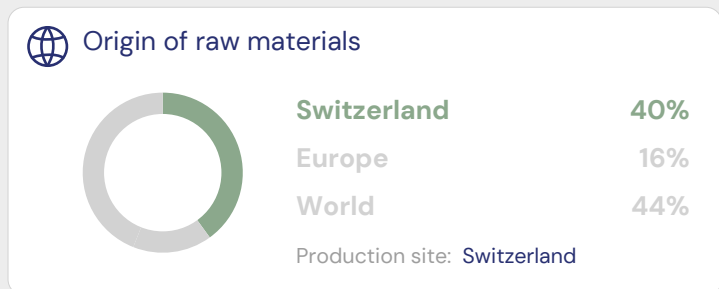 Origin of raw materials
Switzerland 40%
Europe 16%
World 44%
Production site: Switzerland